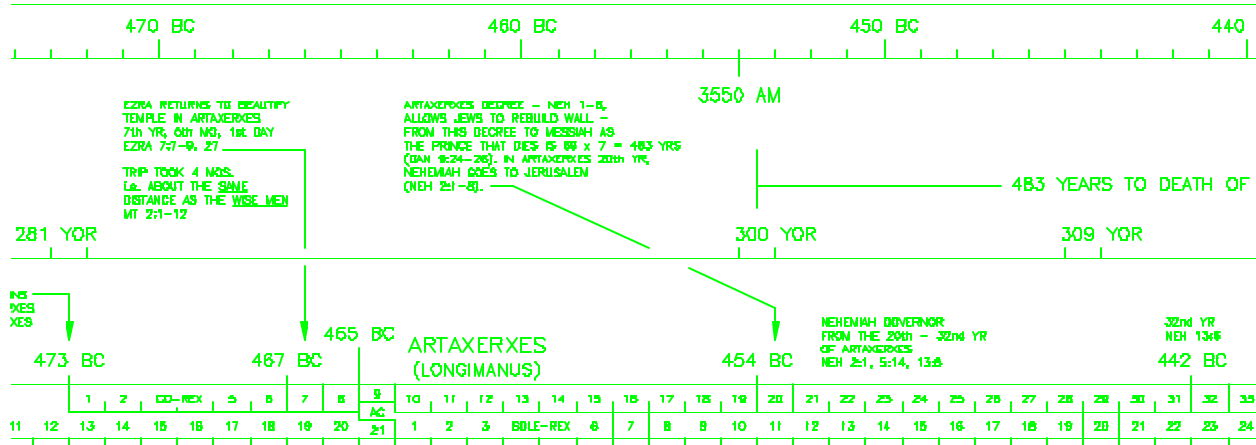 470 BC 460 BC 450 BC 440
3550 AM
EZRA RETURNS TO BEAUTIFY
TEMPLE IN ARTAXERXES
7th YR, 6th MO, 1st DAY
EZRA 7:7-9, 27
TRIP TOOK 4 MOS.
i.e. ABOUT THE SAME
DISTANCE AS THE WISE MEN
MT 2:1-12
ARTAXERXES DEGREE - NEH 1-8,
ALLOWS JEWS TO REBUILD WALL -
FROM THIS DECREE TO MESSIAH AS
THE PRINCE THAT DIES IS 69 x 7 = 483 YRS
(DAN 9:24-26). IN ARTAXERXES 20th YR,
NEHEMIAH GOES TO JERUSALEM
(NEH 2:1-8).
483 YEARS TO DEATH OF
281 YOR 300 YOR 309 YOR
XES
XES
NEHEMIAH GOVERNOR
FROM THE 20th - 32nd YR
OF ARTAXERXES
NEH 2:1, 5:14, 13:6
32nd YR
NEH 13:6
473 BC 467 BC 465 BC 454 BC 442 BC
ARTAXERXES
(LONGIMANUS)
1 2 CO-REX 5 6 7 8 9 10 11 12 13 14 15 16 17 18 19 20 21 22 23 24 25 26 27 28 29 30 31 32 33
AC
11 12 13 14 15 16 17 18 19 20 21 1 2 3 SOLE-REX 6 7 8 9 10 11 12 13 14 15 16 17 18 19 20 21 22 23 24